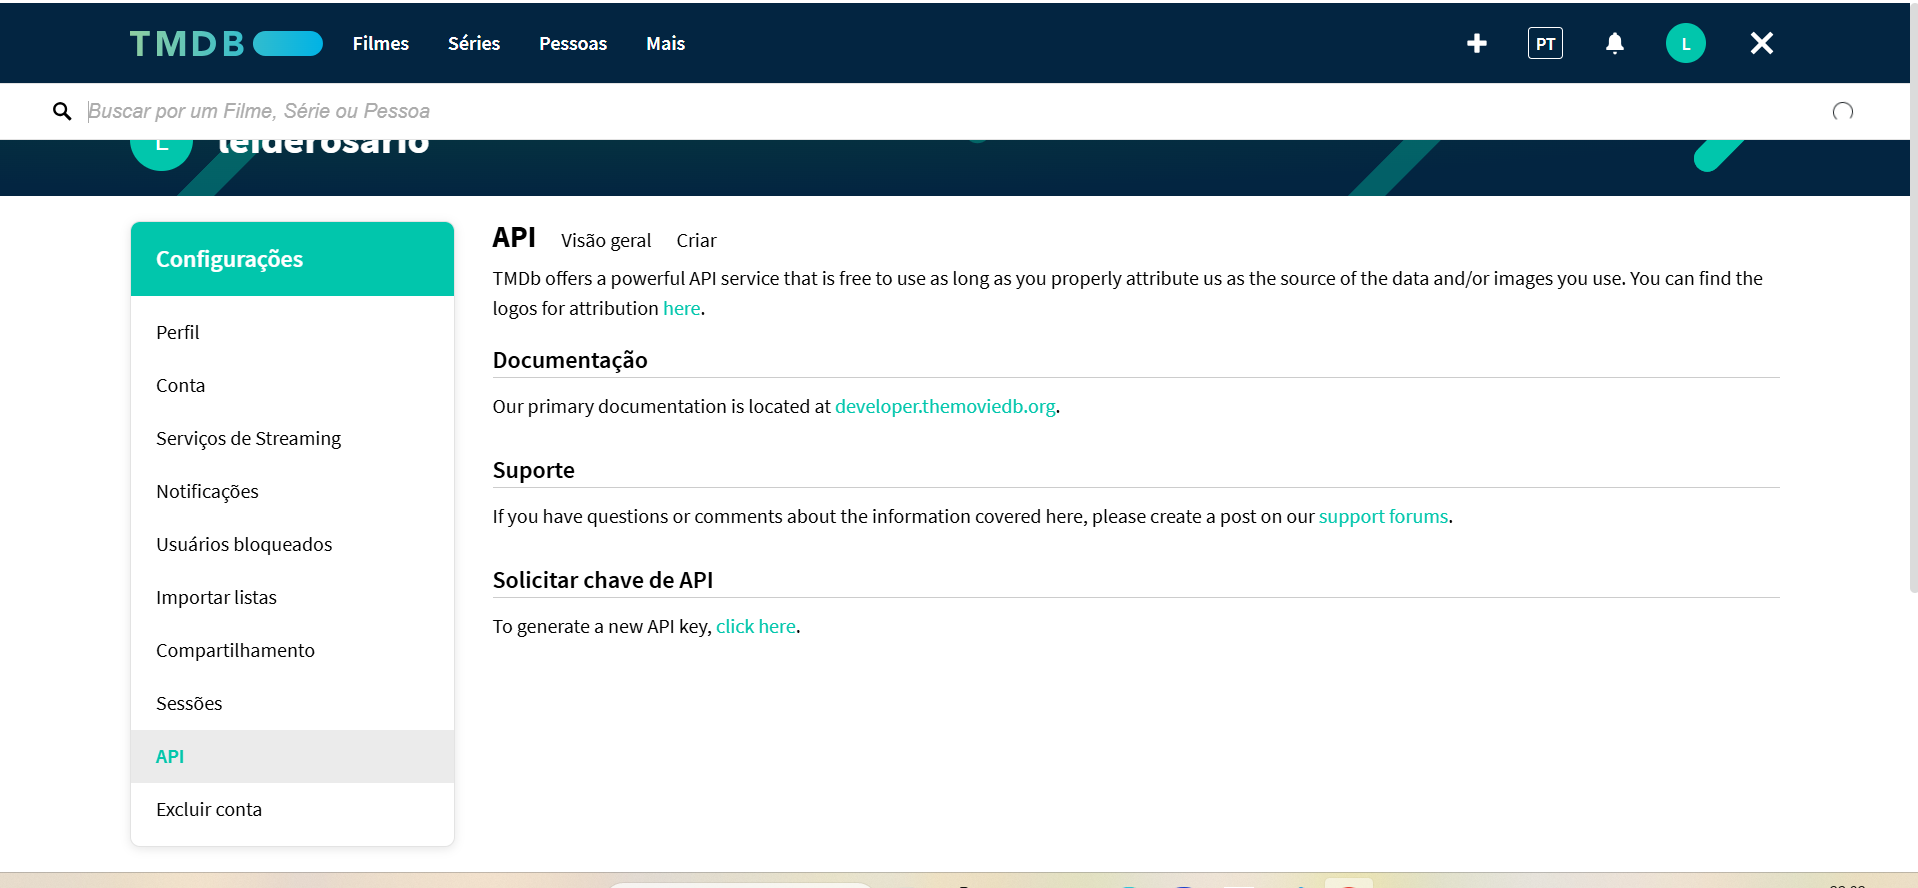 TMDB
Filmes
Séries
Pessoas
Mais
PT
L
Buscar por um Filme, Série ou Pessoa
L
leiderosario
Configurações
Perfil
Conta
Serviços de Streaming
Notificações
Usuários bloqueados
Importar listas
Compartilhamento
Sessões
API
Excluir conta
API Visão geral Criar
TMDb offers a powerful API service that is free to use as long as you properly attribute us as the source of the data and/or images you use. You can find the
logos for attribution here.
Documentação
Our primary documentation is located at developer.themoviedb.org.
Suporte
If you have questions or comments about the information covered here, please create a post on our support forums.
Solicitar chave de API
To generate a new API key, click here.